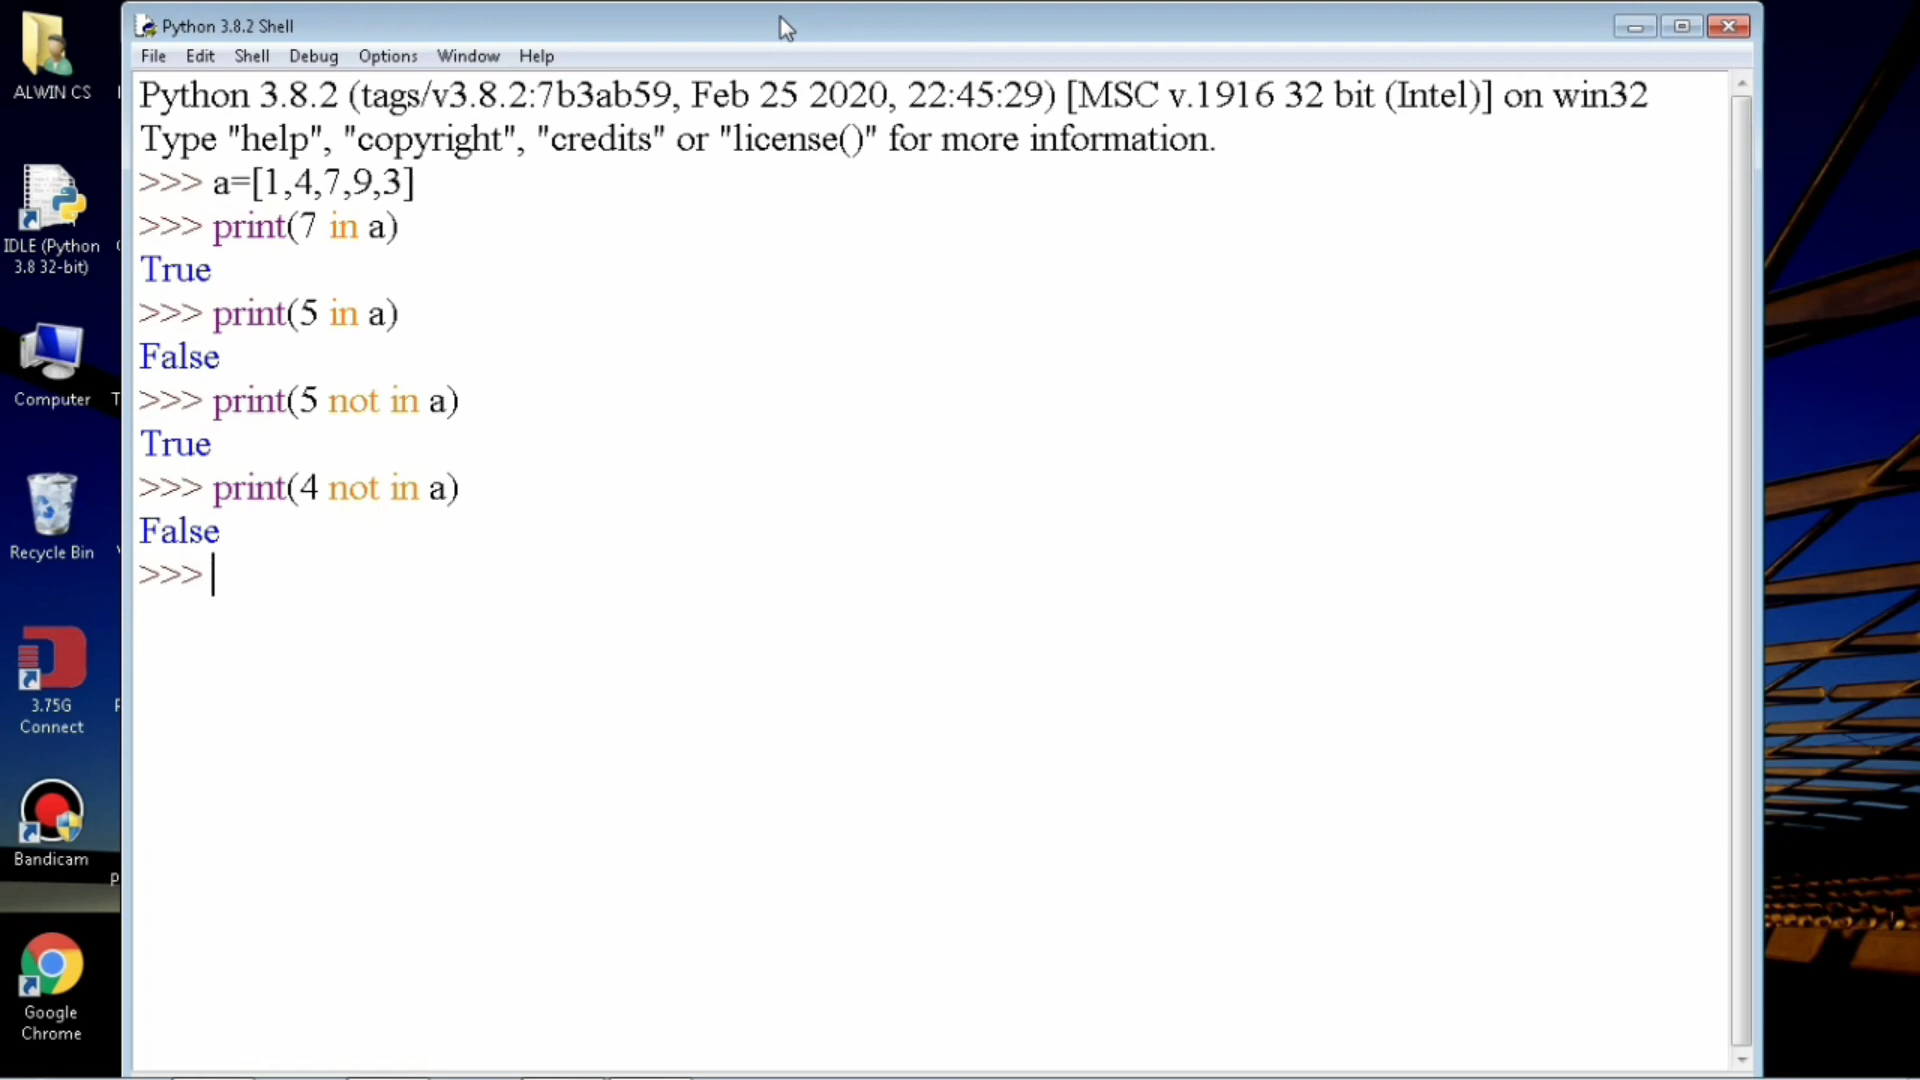 Python 3.8.2 Shell
File Edit Shell Debug Options Window Help
Python 3.8.2 (tags/v3.8.2:7b3ab59, Feb 25 2020, 22:45:29) [MSC v.1916 32 bit (Intel)] on win32
Type "help", "copyright", "credits" or "license()" for more information.
>>> a=[1,4,7,9,3]
>>> print(7 in a)
True
>>> print(5 in a)
False
>>> print(5 not in a)
True
>>> print(4 not in a)
False
>>>
ALWIN CS
IDLE (Python
3.8 32-bit)
Computer
Recycle Bin
3.75G
Connect
Bandicam
Google
Chrome